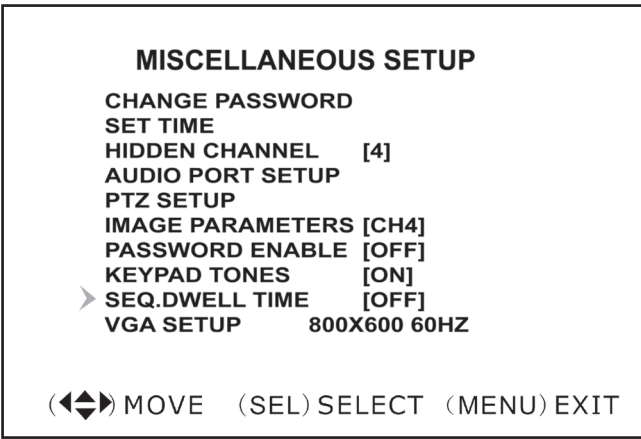 MISCELLANEOUS SETUP
CHANGE PASSWORD
SET TIME
HIDDEN CHANNEL [4]
AUDIO PORT SETUP
PTZ SETUP
IMAGE PARAMETERS [CH4]
PASSWORD ENABLE [OFF]
KEYPAD TONES [ON]
SEQ.DWELL TIME [OFF]
VGA SETUP 800X600 60HZ
(◀◆▶) MOVE (SEL) SELECT (MENU) EXIT